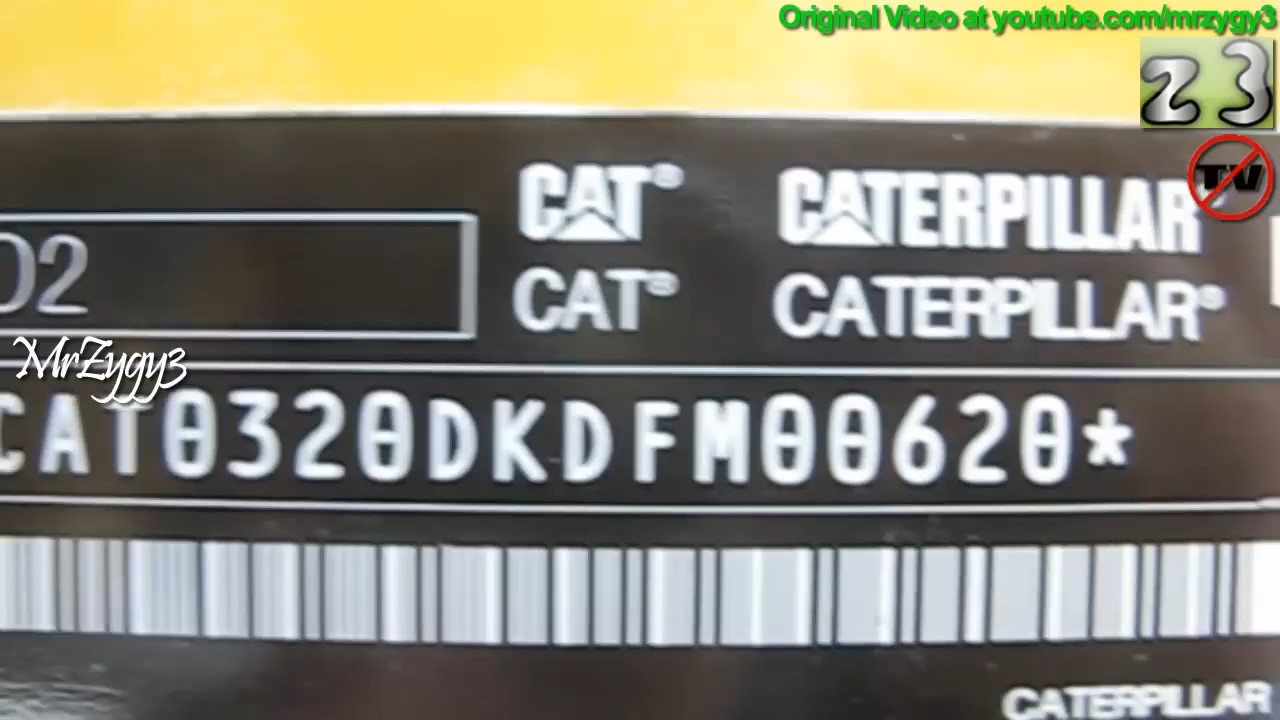 Original Video at youtube.com/mrzygy3
z3
TV
CAT® CATERPILLAR
D2
CAT® CATERPILLAR®
MrZygy3
CAT0320DKDFM00620*
CATERPILLAR